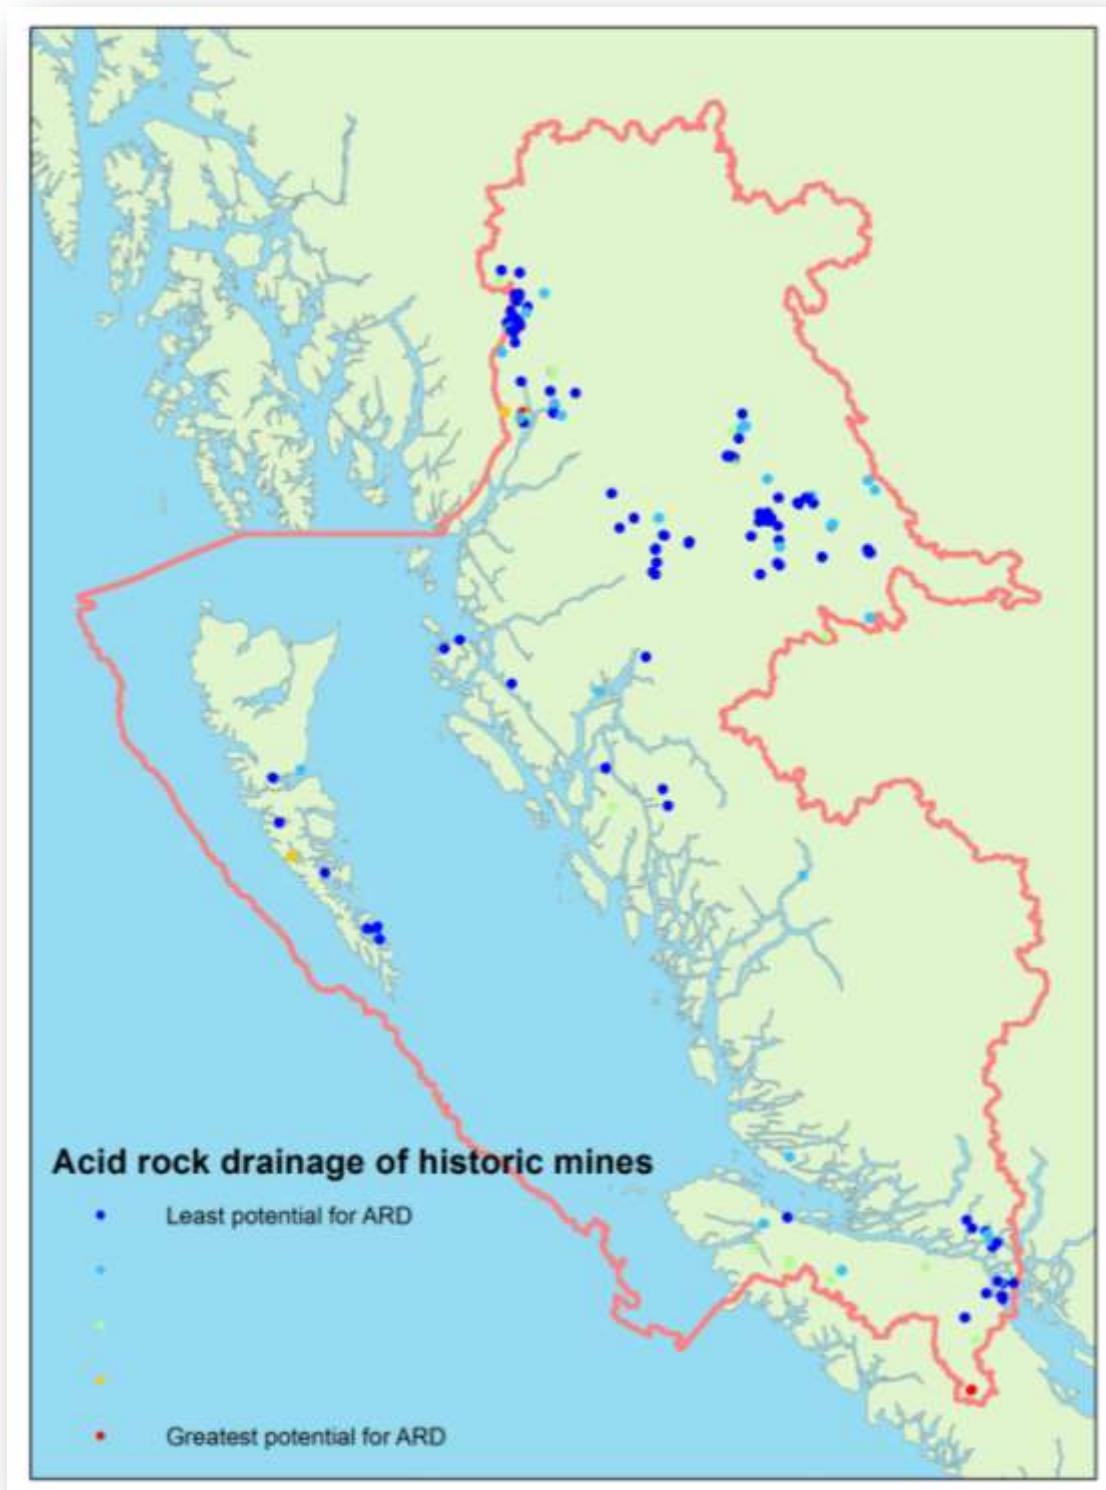 Acid rock drainage of historic mines
Least potential for ARD
Greatest potential for ARD